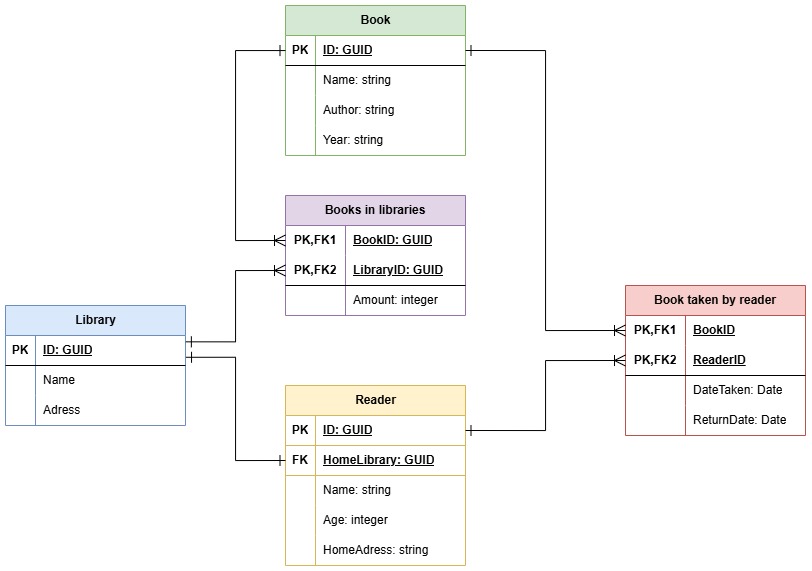 Book
PK ID: GUID
Name: string
Author: string
Year: string
Books in libraries
PK,FK1 BookID: GUID
PK,FK2 LibraryID: GUID
Amount: integer
Library
PK ID: GUID
Name
Adress
Reader
PK ID: GUID
FK HomeLibrary: GUID
Name: string
Age: integer
HomeAdress: string
Book taken by reader
PK,FK1 BookID
PK,FK2 ReaderID
DateTaken: Date
ReturnDate: Date